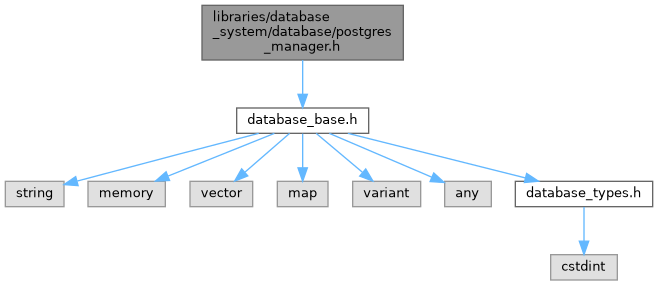 libraries/database
_system/database/postgres
_manager.h
database_base.h
string
memory
vector
map
variant
any
database_types.h
cstdint